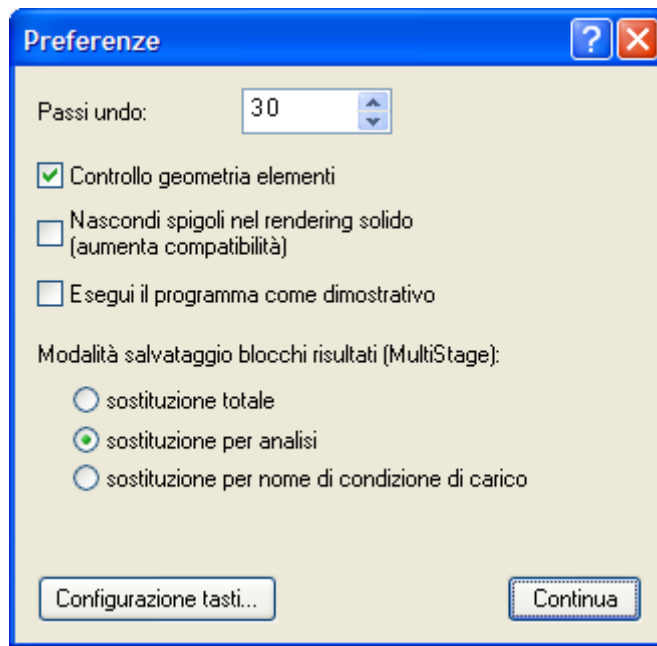 Preferenze
Passi undo: 30
Controllo geometria elementi
Nascondi spigoli nel rendering solido
(aumenta compatibilità)
Esegui il programma come dimostrativo
Modalità salvataggio blocchi risultati (MultiStage):
sostituzione totale
sostituzione per analisi
sostituzione per nome di condizione di carico
Configurazione tasti... Continua